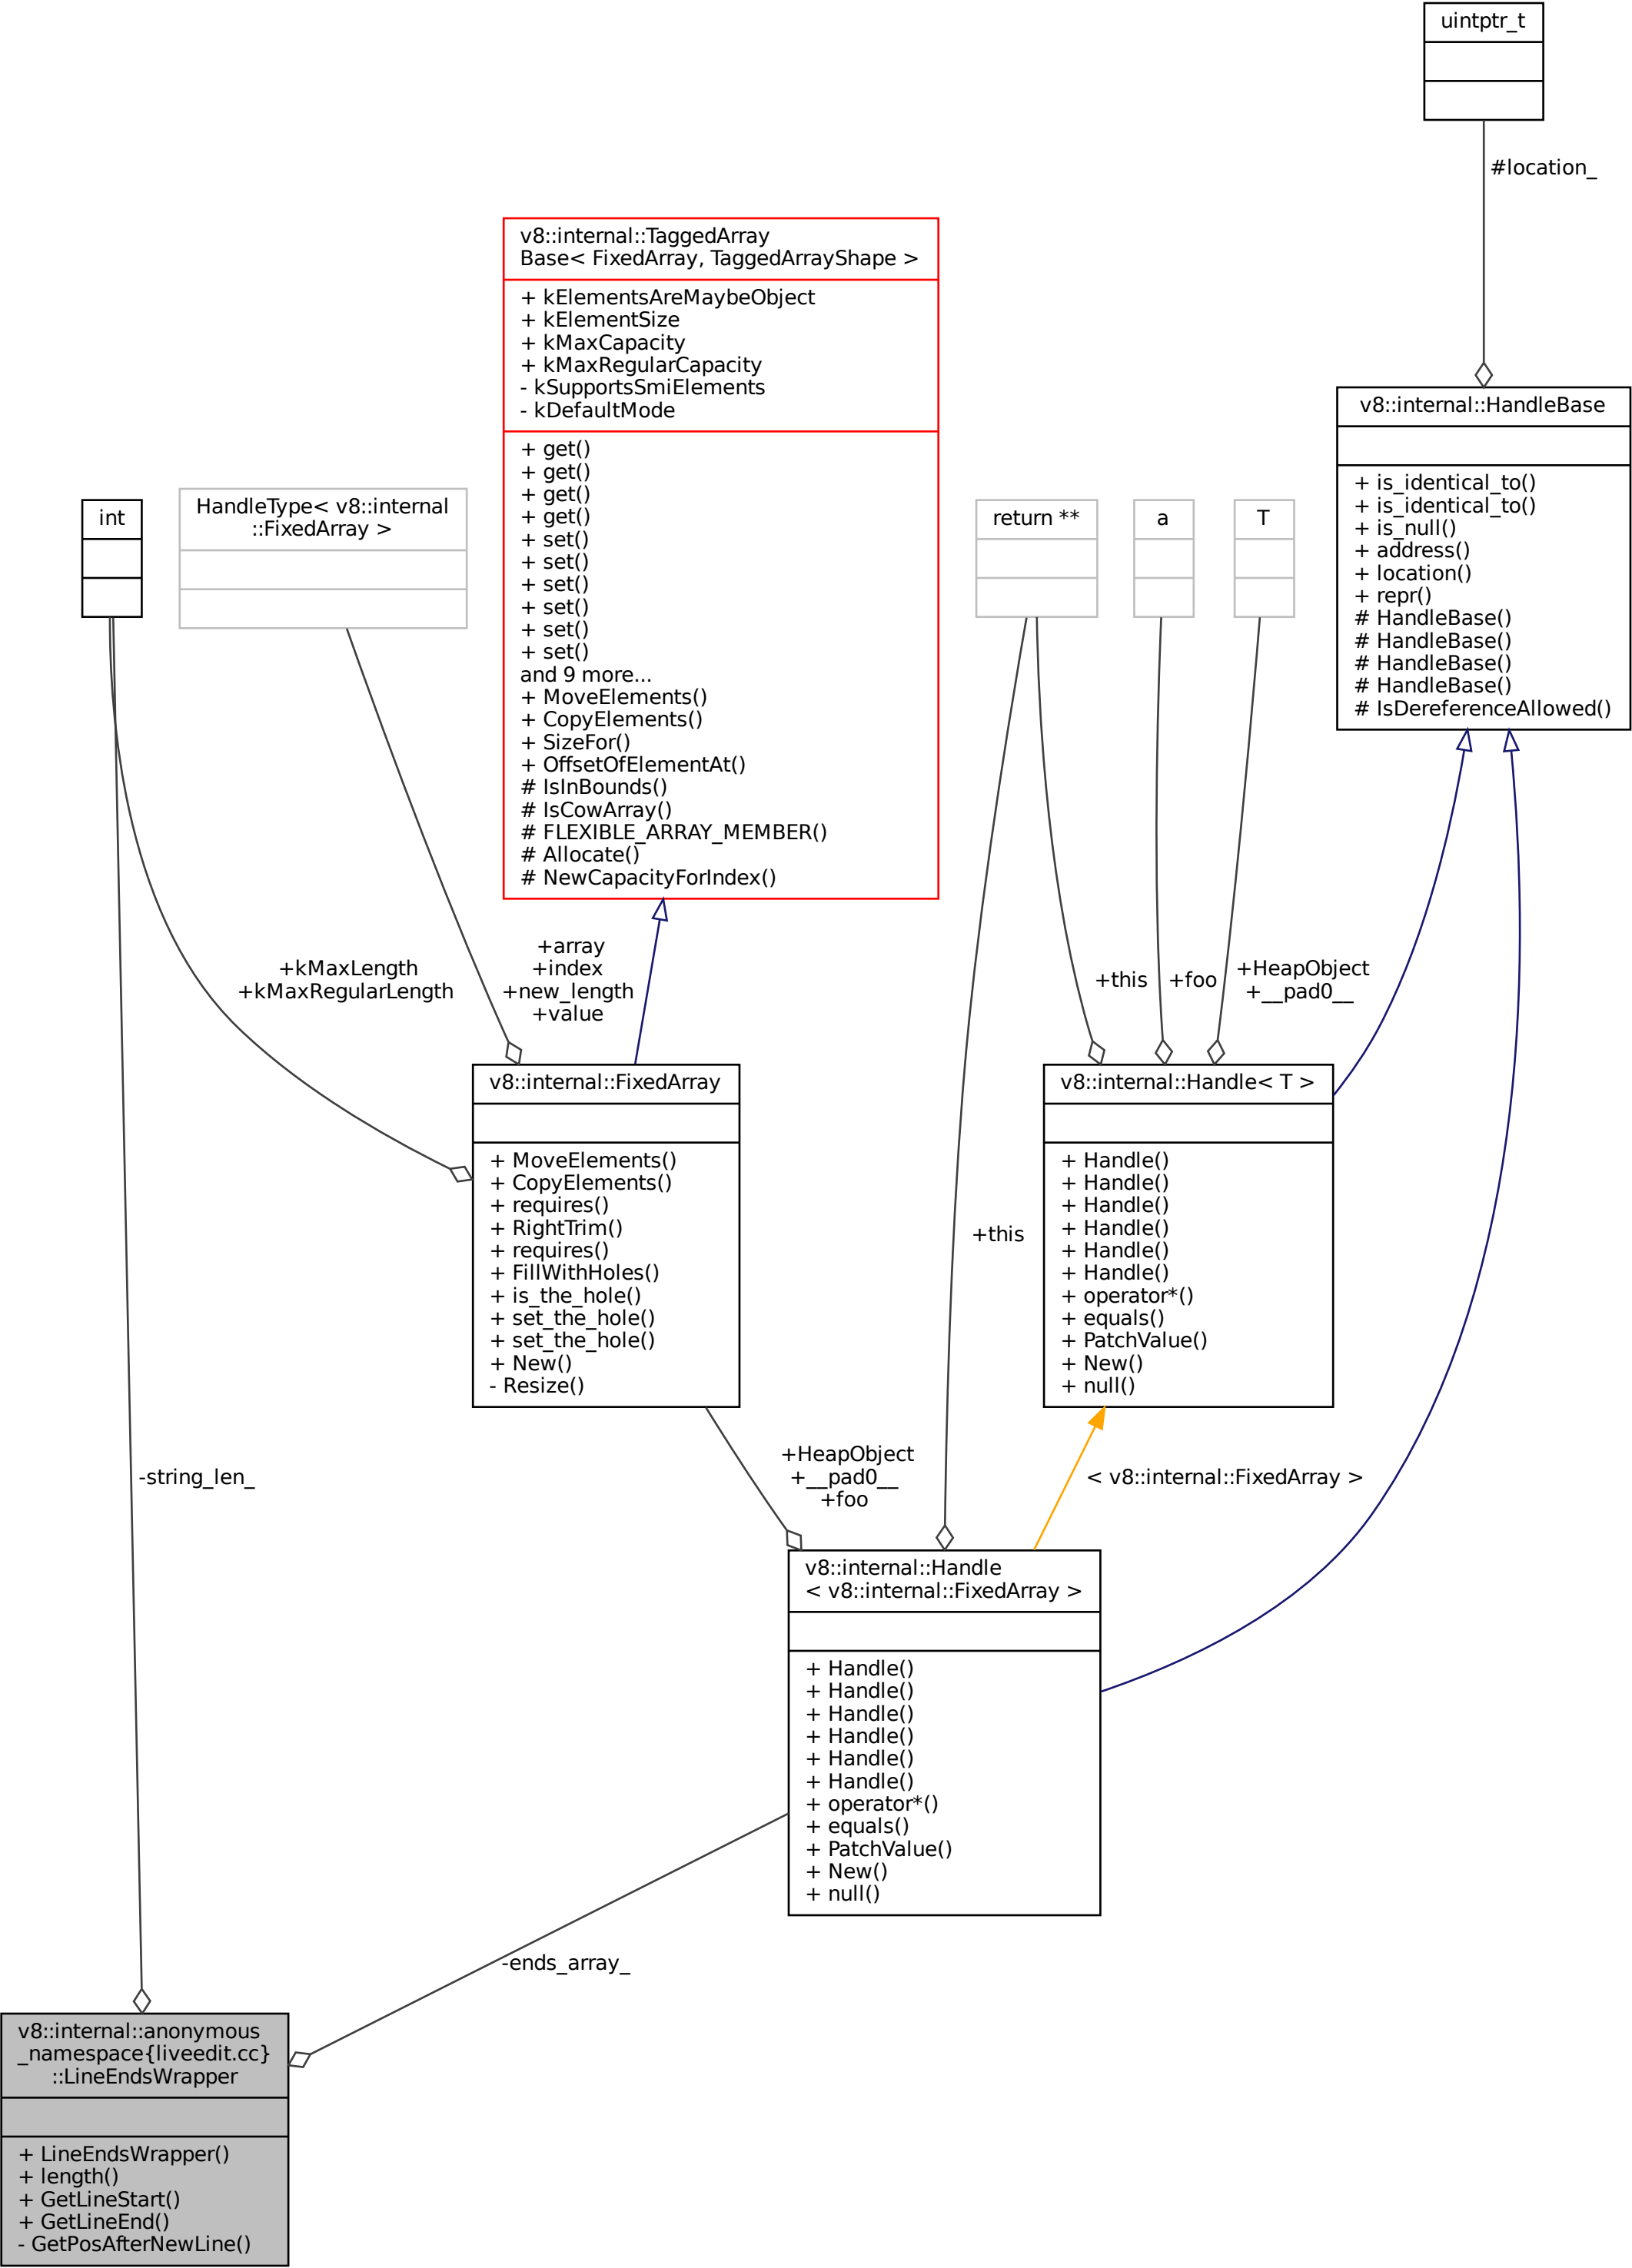 uintptr_t
#location_
v8::internal::TaggedArray
Base< FixedArray, TaggedArrayShape >
+ kElementsAreMaybeObject
+ kElementSize
+ kMaxCapacity
+ kMaxRegularCapacity
- kSupportsSmiElements
- kDefaultMode
+ get()
+ get()
+ get()
+ get()
+ set()
+ set()
+ set()
+ set()
+ set()
+ set()
and 9 more...
+ MoveElements()
+ CopyElements()
+ SizeFor()
+ OffsetOfElementAt()
# IsInBounds()
# IsCowArray()
# FLEXIBLE_ARRAY_MEMBER()
# Allocate()
# NewCapacityForIndex()
v8::internal::HandleBase
+ is_identical_to()
+ is_identical_to()
+ is_null()
+ address()
+ location()
+ repr()
# HandleBase()
# HandleBase()
# HandleBase()
# HandleBase()
# IsDereferenceAllowed()
int
HandleType< v8::internal
::FixedArray >
return **
a
T
+kMaxLength
+kMaxRegularLength
+array
+index
+new_length
+value
+this
+foo
+HeapObject
+__pad0__
v8::internal::FixedArray
+ MoveElements()
+ CopyElements()
+ requires()
+ RightTrim()
+ requires()
+ FillWithHoles()
+ is_the_hole()
+ set_the_hole()
+ set_the_hole()
+ New()
- Resize()
+this
v8::internal::Handle< T >
+ Handle()
+ Handle()
+ Handle()
+ Handle()
+ Handle()
+ Handle()
+ operator*()
+ equals()
+ PatchValue()
+ New()
+ null()
-string_len_
+HeapObject
+__pad0__
+foo
< v8::internal::FixedArray >
v8::internal::Handle
< v8::internal::FixedArray >
+ Handle()
+ Handle()
+ Handle()
+ Handle()
+ Handle()
+ Handle()
+ operator*()
+ equals()
+ PatchValue()
+ New()
+ null()
-ends_array_
v8::internal::anonymous
_namespace{liveedit.cc}
::LineEndsWrapper
+ LineEndsWrapper()
+ length()
+ GetLineStart()
+ GetLineEnd()
- GetPosAfterNewLine()